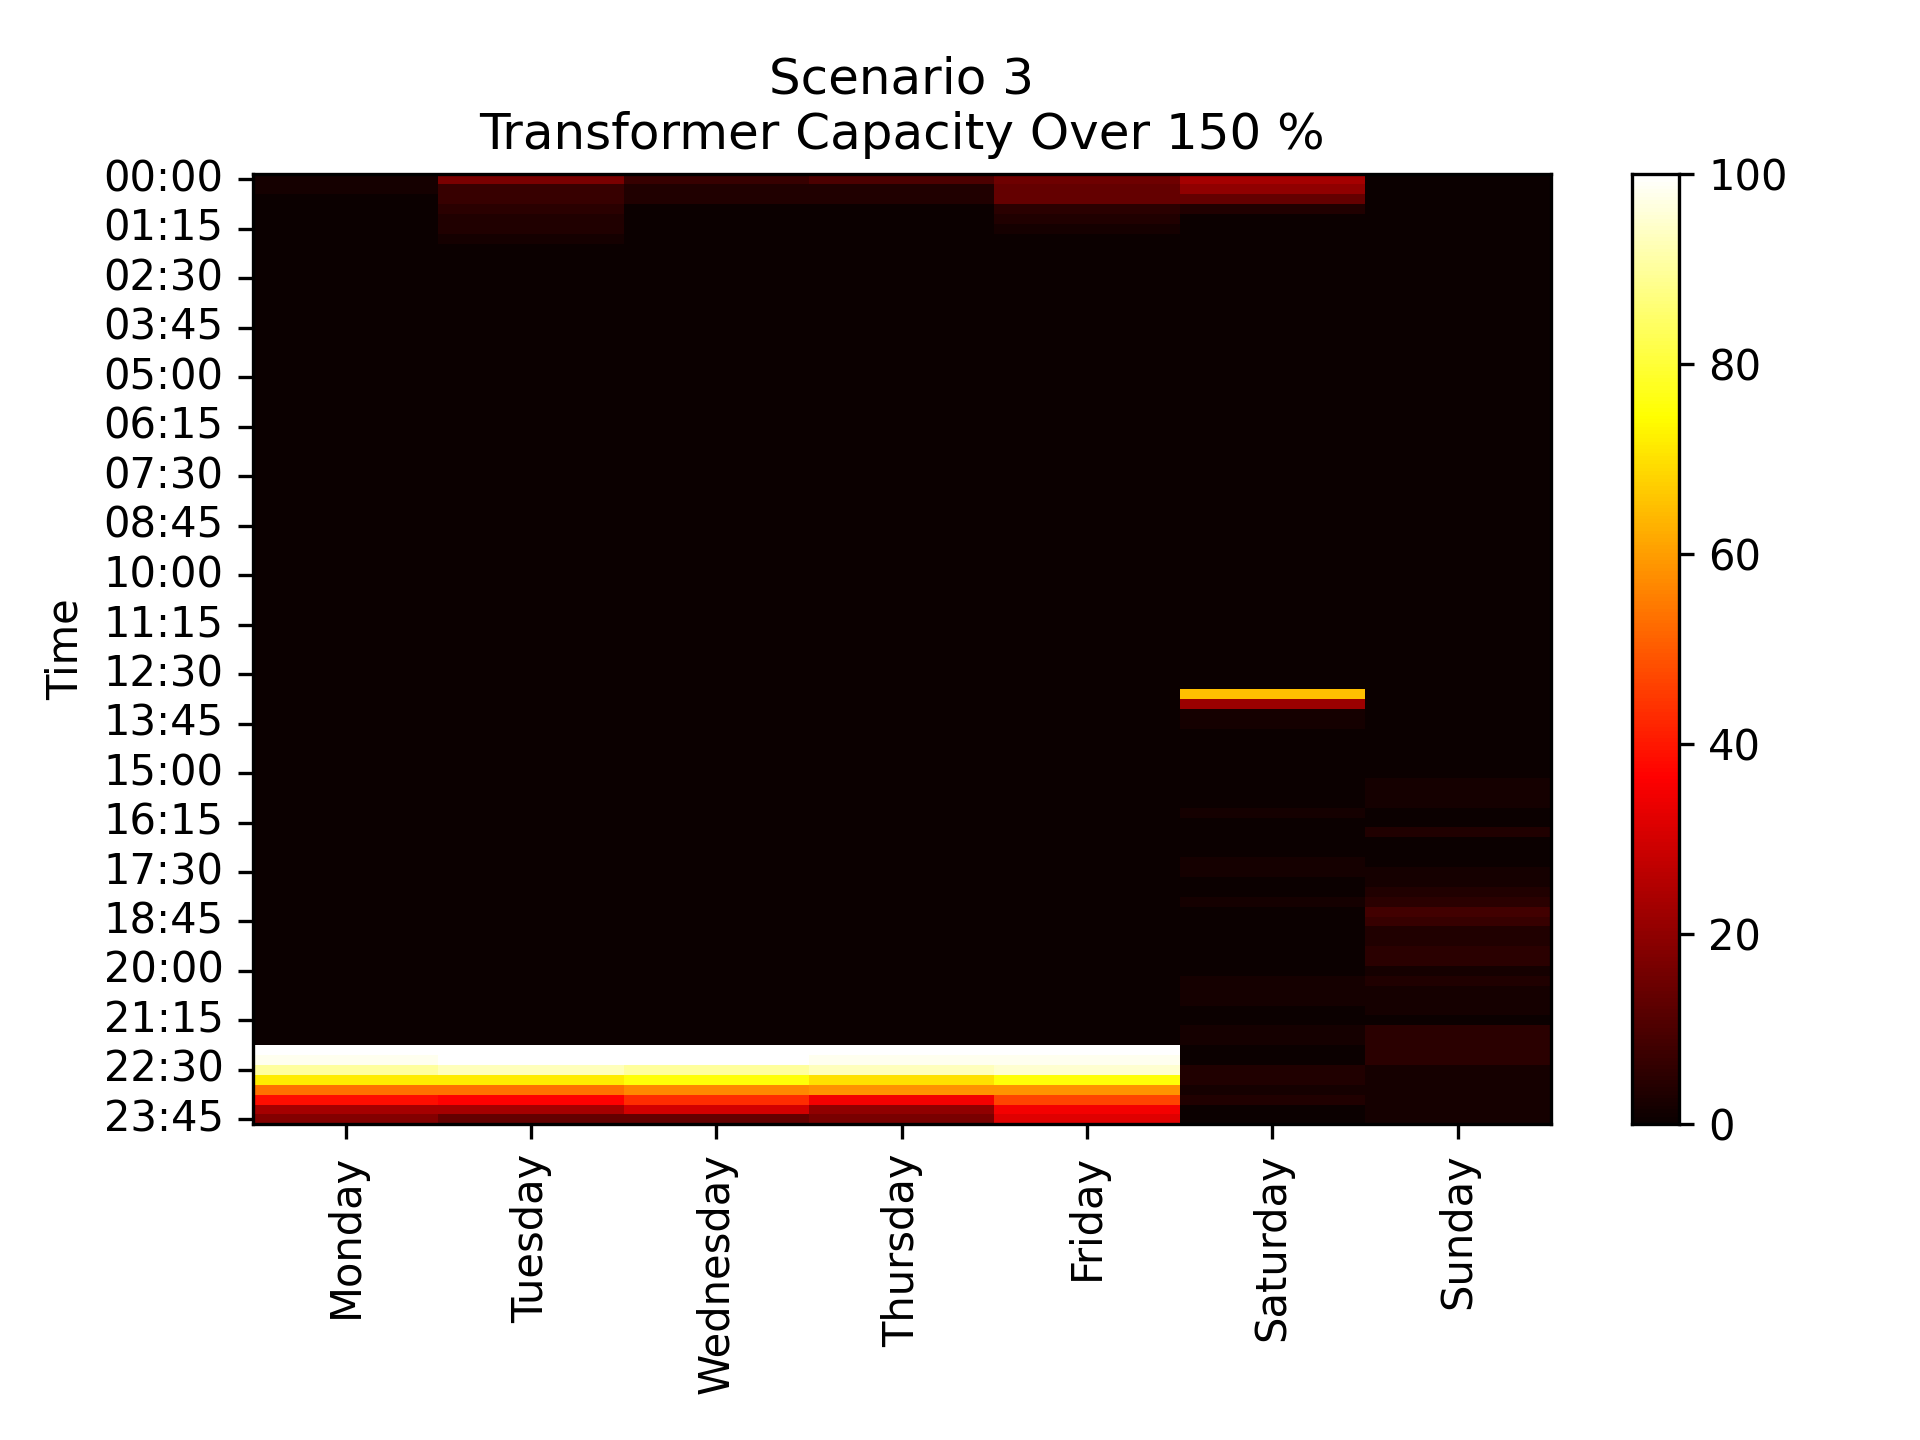 Scenario 3
Transformer Capacity Over 150 %
Time
00:00
01:15
02:30
03:45
05:00
06:15
07:30
08:45
10:00
11:15
12:30
13:45
15:00
16:15
17:30
18:45
20:00
21:15
22:30
23:45
Monday
Tuesday
Wednesday
Thursday
Friday
Saturday
Sunday
100
80
60
40
20
0